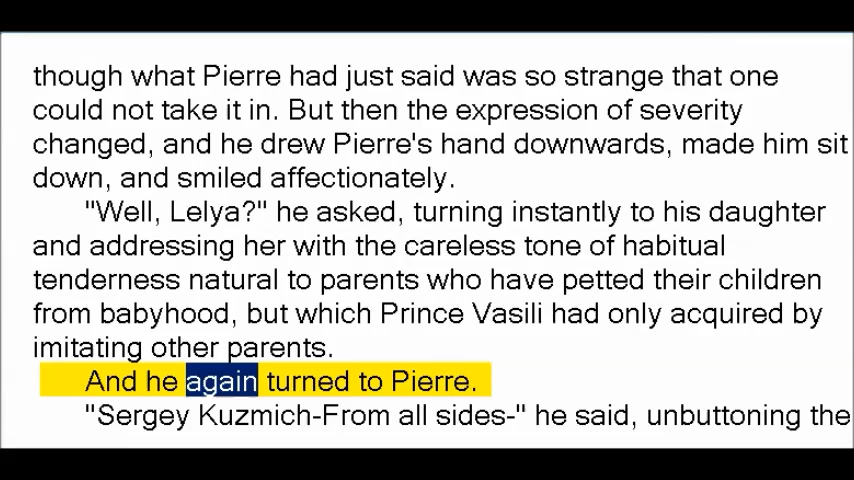 though what Pierre had just said was so strange that one
could not take it in. But then the expression of severity
changed, and he drew Pierre's hand downwards, made him sit
down, and smiled affectionately.
"Well, Lelya?" he asked, turning instantly to his daughter
and addressing her with the careless tone of habitual
tenderness natural to parents who have petted their children
from babyhood, but which Prince Vasili had only acquired by
imitating other parents.
And he again turned to Pierre.
"Sergey Kuzmich-From all sides-" he said, unbuttoning the